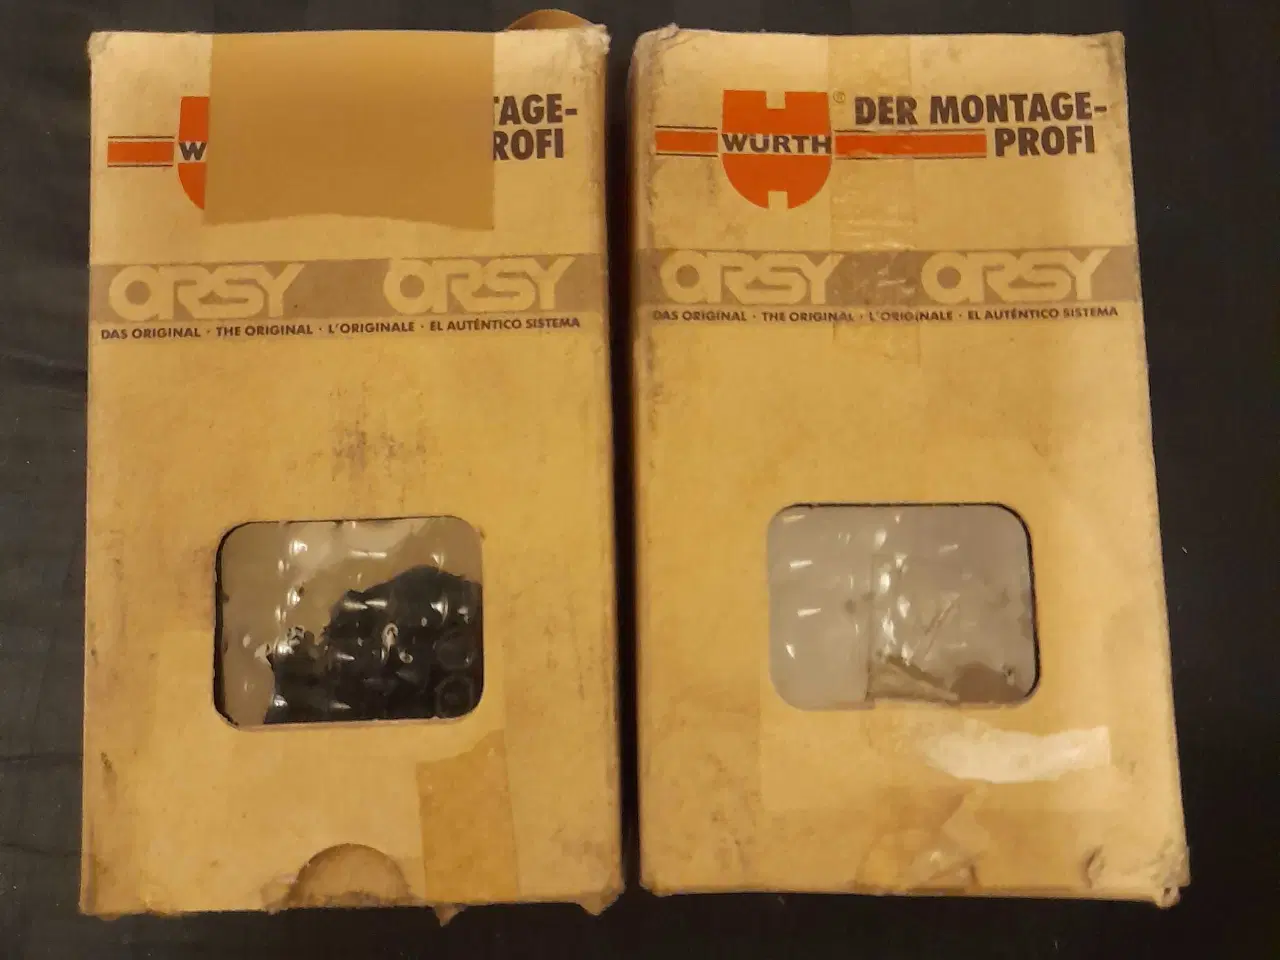 TAGE-
W
ROFI
ORSY ORSY
DAS ORIGINAL · THE ORIGINAL · L'ORIGINALE · EL AUTÉNTICO SISTEMA
® DER MONTAGE-
WÜRTH
PROFI
ORSY ORSY
DAS ORIGINAL · THE ORIGINAL · L'ORIGINALE · EL AUTÉNTICO SISTEMA